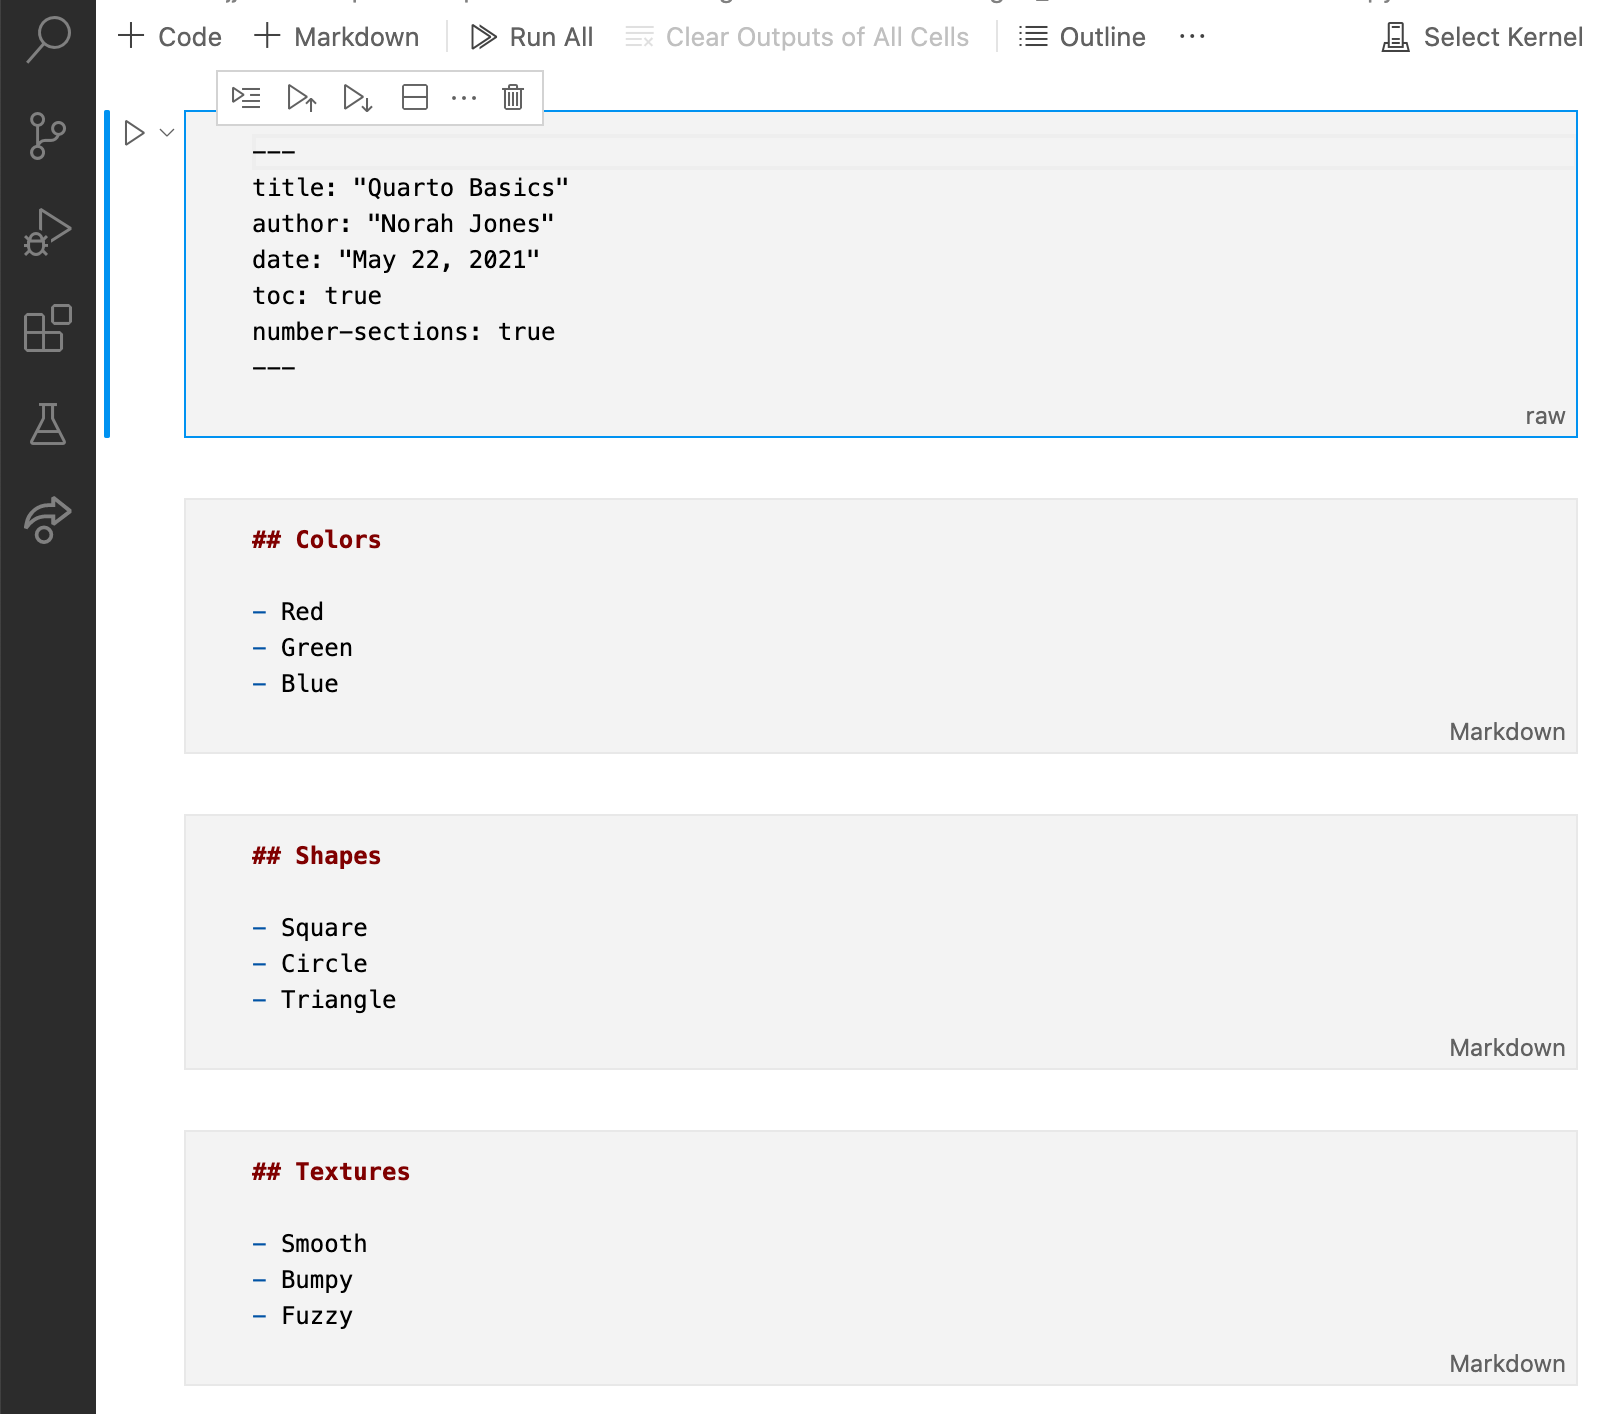 Code Markdown Run All Clear Outputs of All Cells Outline ... Select Kernel
---
title: "Quarto Basics"
author: "Norah Jones"
date: "May 22, 2021"
toc: true
number-sections: true
---
raw
## Colors
- Red
- Green
- Blue
Markdown
## Shapes
- Square
- Circle
- Triangle
Markdown
## Textures
- Smooth
- Bumpy
- Fuzzy
Markdown